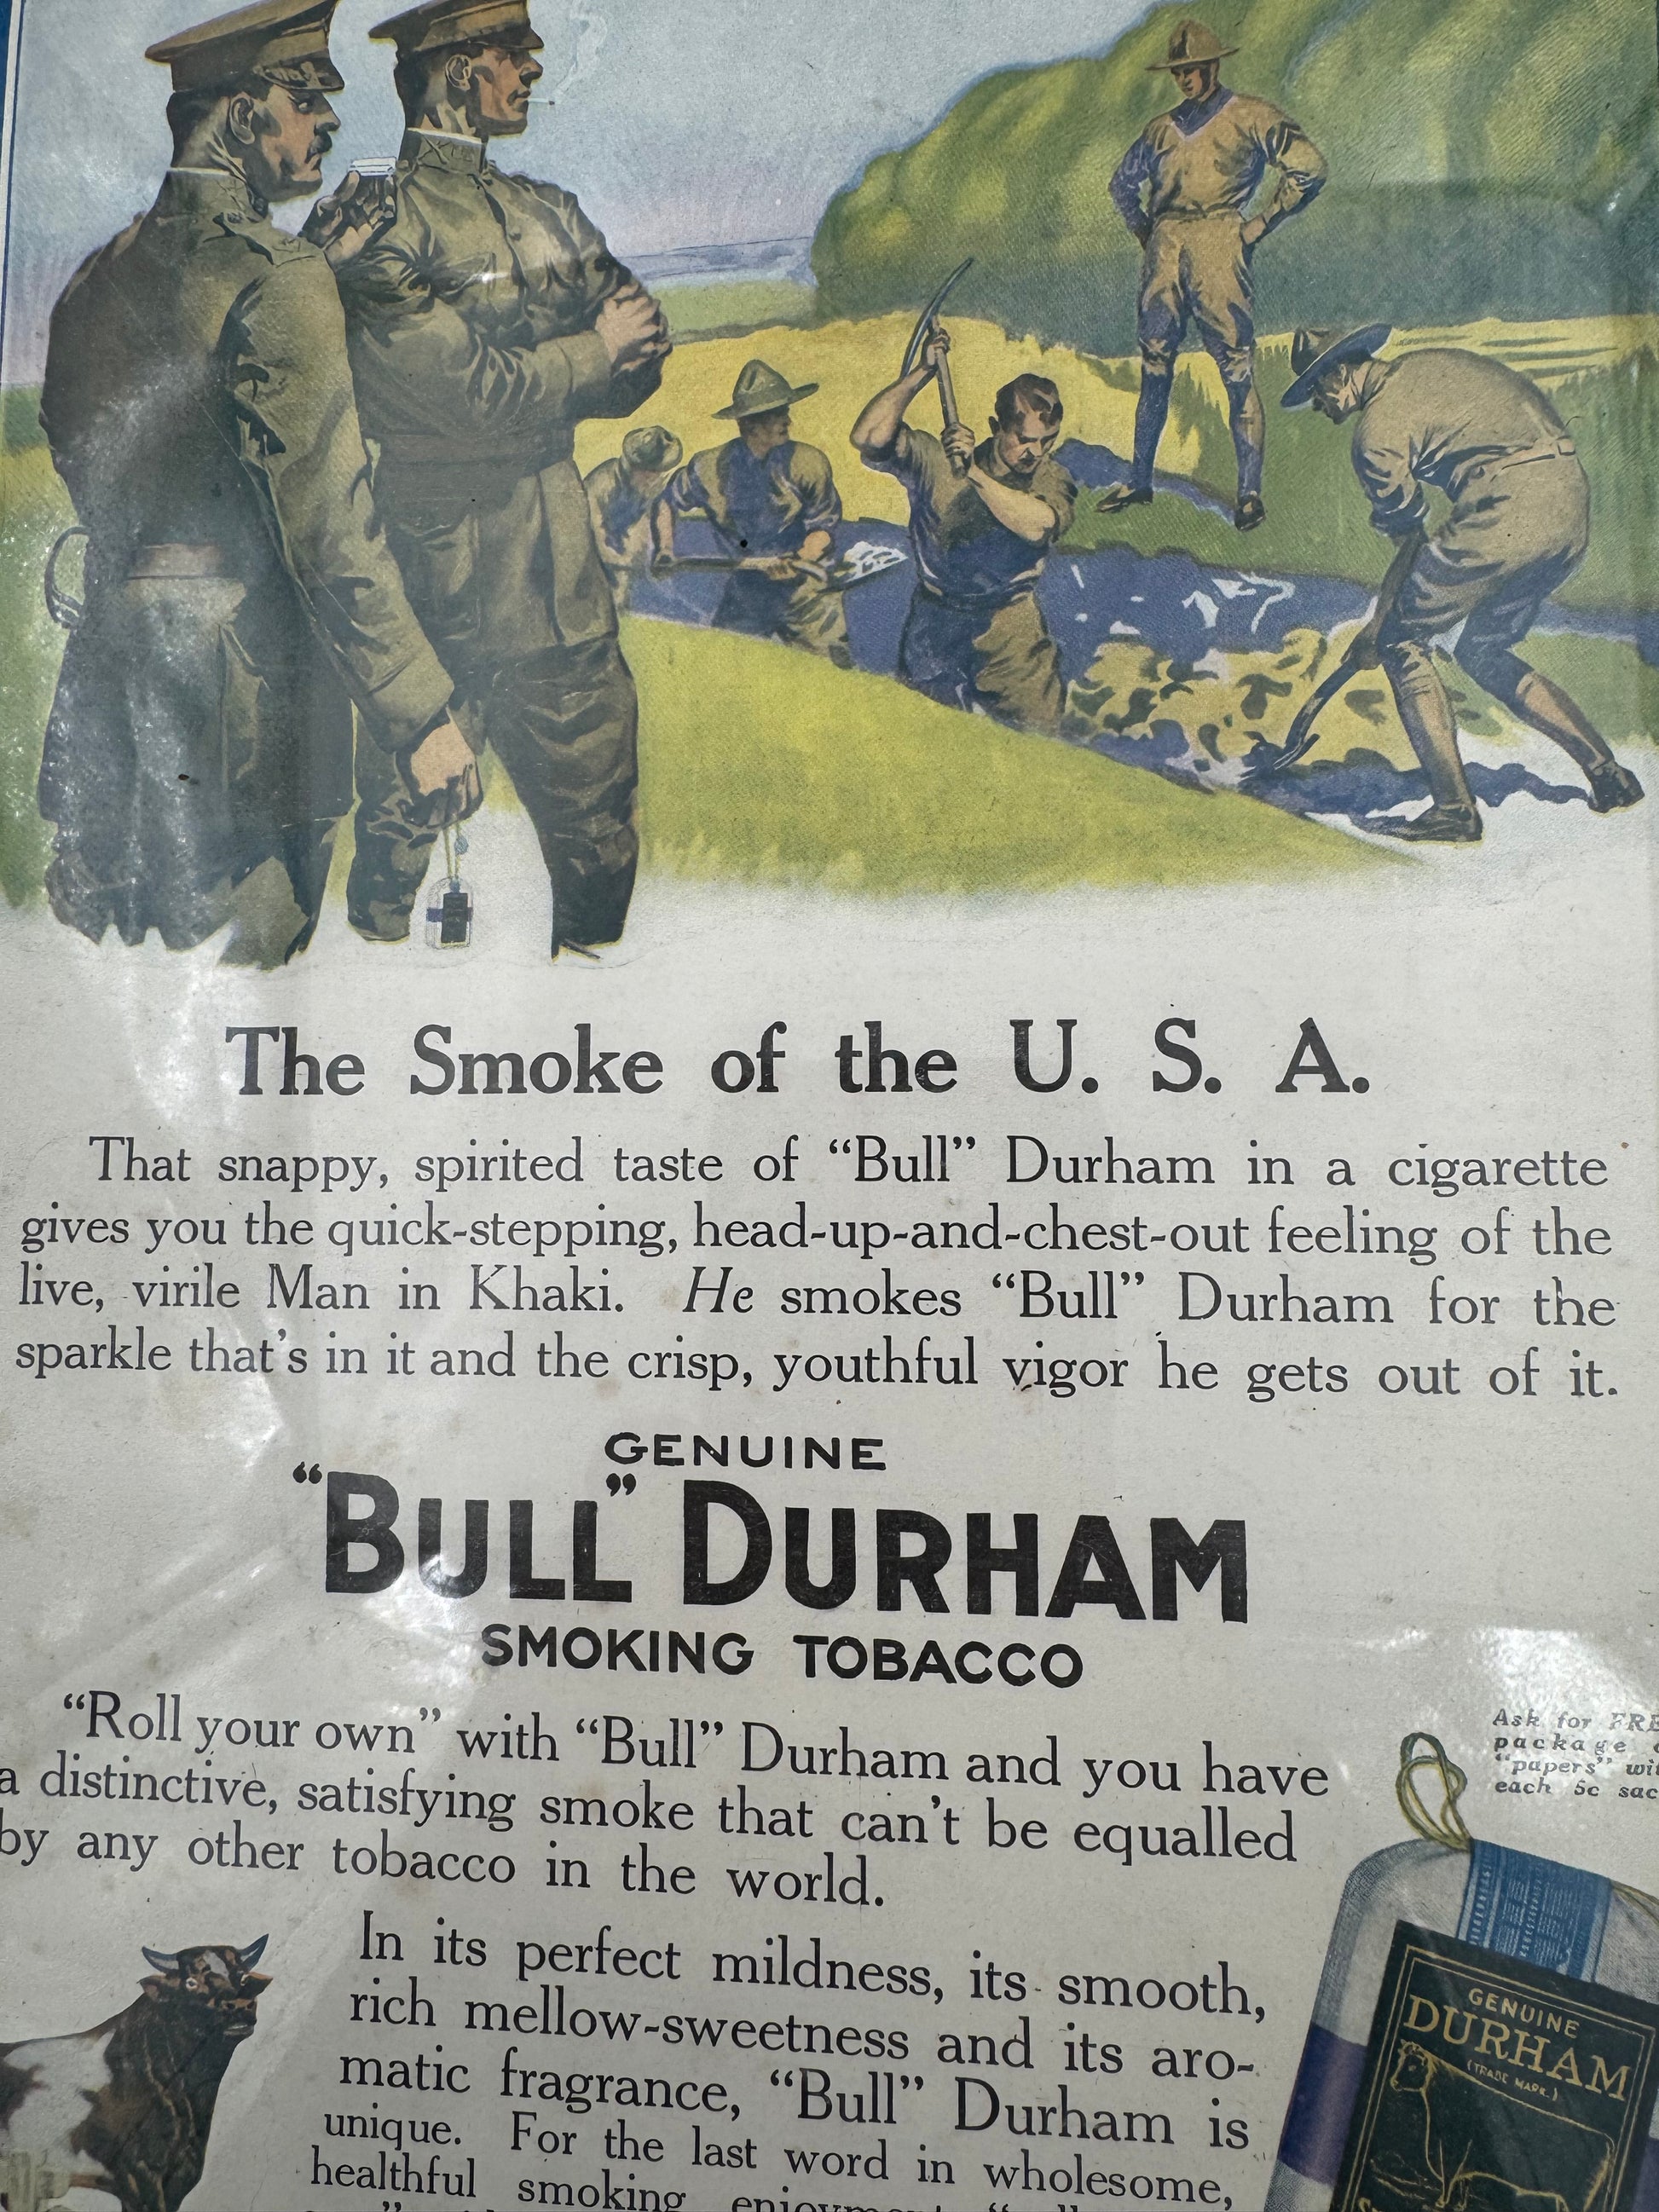 The Smoke of the U. S. A.
That snappy, spirited taste of “Bull” Durham in a cigarette
gives you the quick-stepping, head-up-and-chest-out feeling of the
live, virile Man in Khaki. He smokes “Bull” Durham for the
sparkle that’s in it and the crisp, youthful vigor he gets out of it.
GENUINE
“BULL” DURHAM
SMOKING TOBACCO
“Roll your own” with “Bull” Durham and you have
a distinctive, satisfying smoke that can’t be equalled
by any other tobacco in the world.
Ask for FRE
package
“papers” wit
each 5c sac
In its perfect mildness, its smooth,
rich mellow-sweetness and its aro-
matic fragrance, “Bull” Durham is
unique. For the last word in wholesome,
healthful smoking enjoyment
GENUINE
DURHAM
(TRADE MARK.)